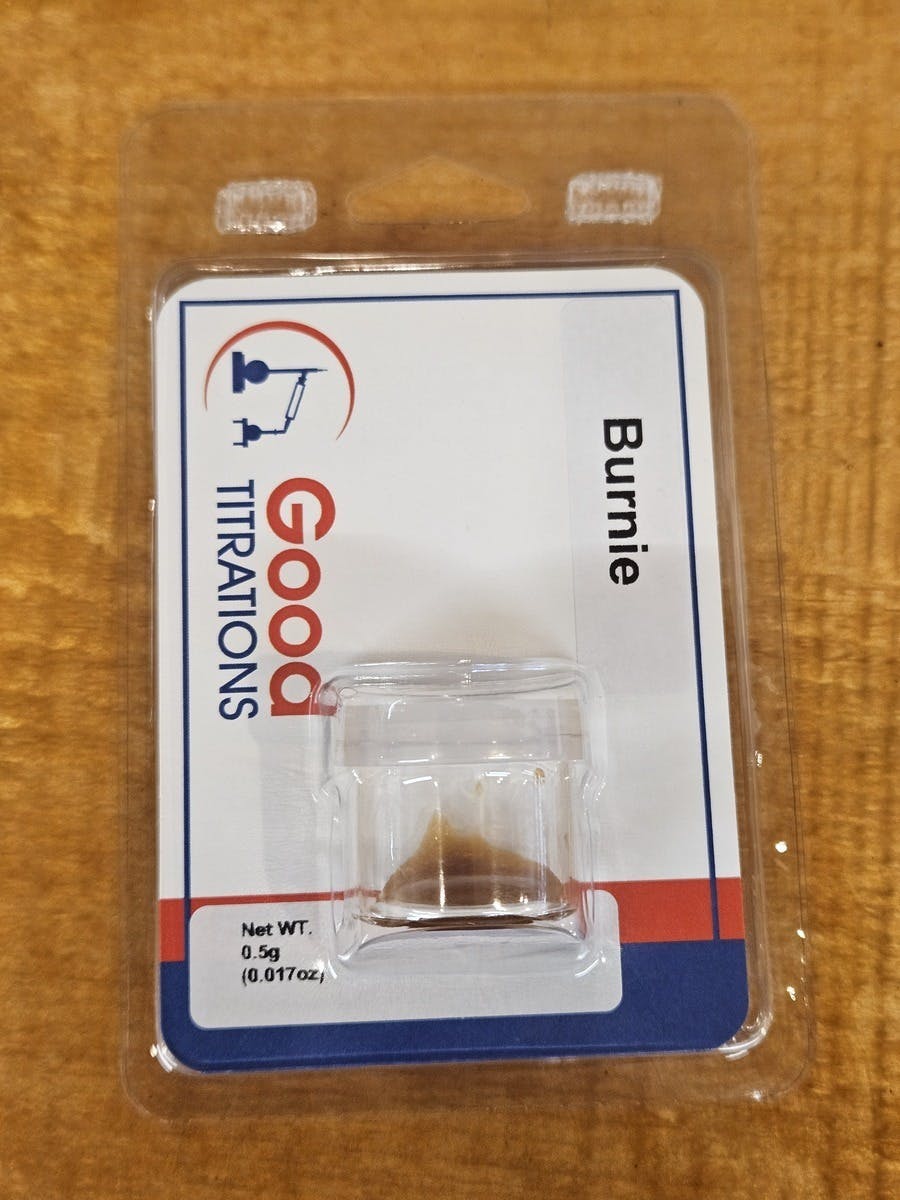 Burnie
Good
TITRATIONS
Net WT.
0.5g
(0.017oz)